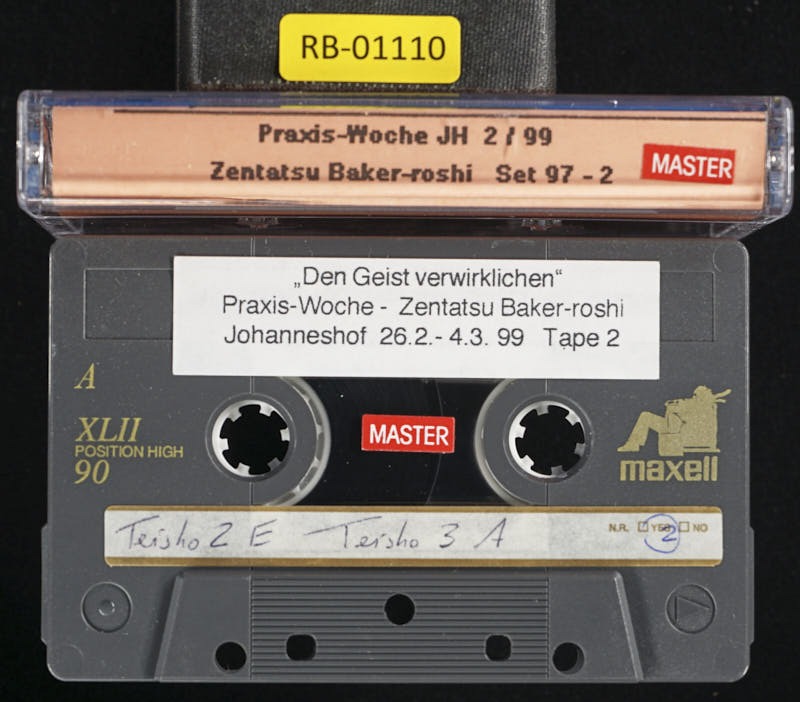 RB-01110
Praxis-Woche JH 2 / 99
Zentatsu Baker-roshi Set 97 - 2
MASTER
„Den Geist verwirklichen“
Praxis-Woche - Zentatsu Baker-roshi
Johanneshof 26.2.- 4.3. 99 Tape 2
A
XLII
POSITION HIGH
90
MASTER
maxell
Teisho 2 E Teisho 3 A
N.R. YES NO
2